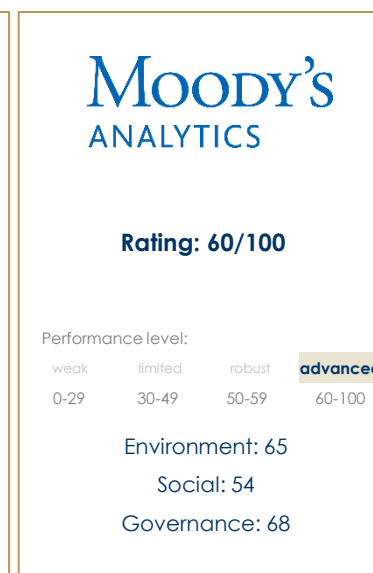 MOODY'S
ANALYTICS
Rating: 60/100
Performance level:
weak limited robust advanced
0-29 30-49 50-59 60-100
Environment: 65
Social: 54
Governance: 68